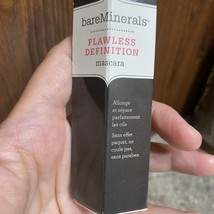 bareMinerals®
FLAWLESS
DEFINITION
mascara
Allonge
et sépare
parfaitement
les cils
Sans effet
paquet, ne
coule pas,
sans paraben